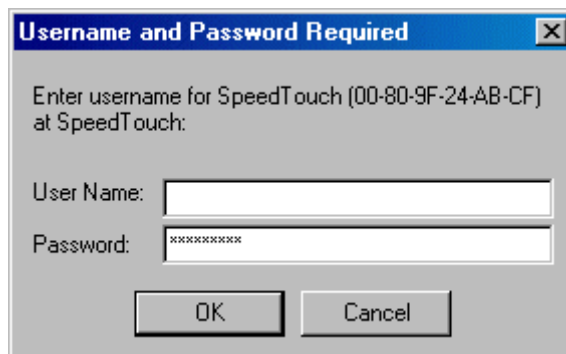 Username and Password Required
Enter username for SpeedTouch (00-80-9F-24-AB-CF)
at SpeedTouch:
User Name:
Password: *********
OK Cancel